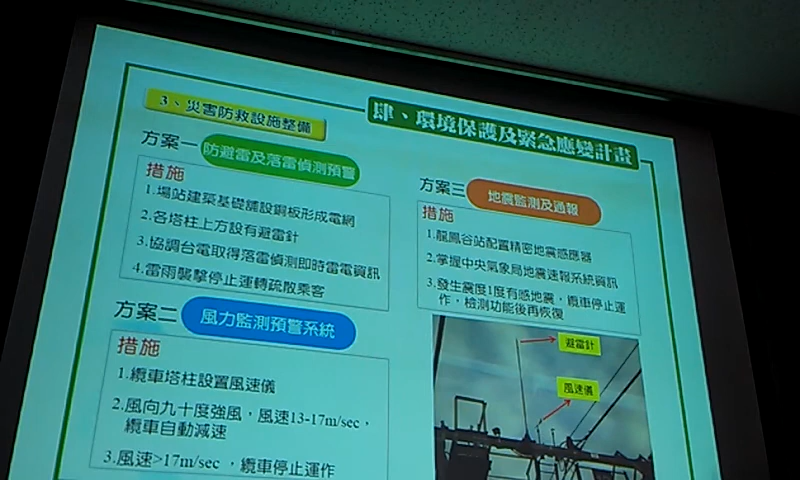 肆、環境保護及緊急應變計畫
3、災害防救設施整備
方案一 防避雷及落雷偵測預警
措施
1.場站建築基礎舖設銅板形成電網
2.各塔柱上方設有避雷針
3.協調台電取得落雷偵測即時雷電資訊
4.雷雨襲擊停止運轉疏散乘客
方案二 風力監測預警系統
措施
1.纜車塔柱設置風速儀
2.風向九十度強風，風速13-17m/sec，
纜車自動減速
3.風速>17m/sec ，纜車停止運作
方案三 地震監測及通報
措施
1.龍鳳谷站配置精密地震感應器
2.掌握中央氣象局地震速報系統資訊
3.發生震度1度有感地震，纜車停止運
作，檢測功能後再恢復
避雷針
風速儀